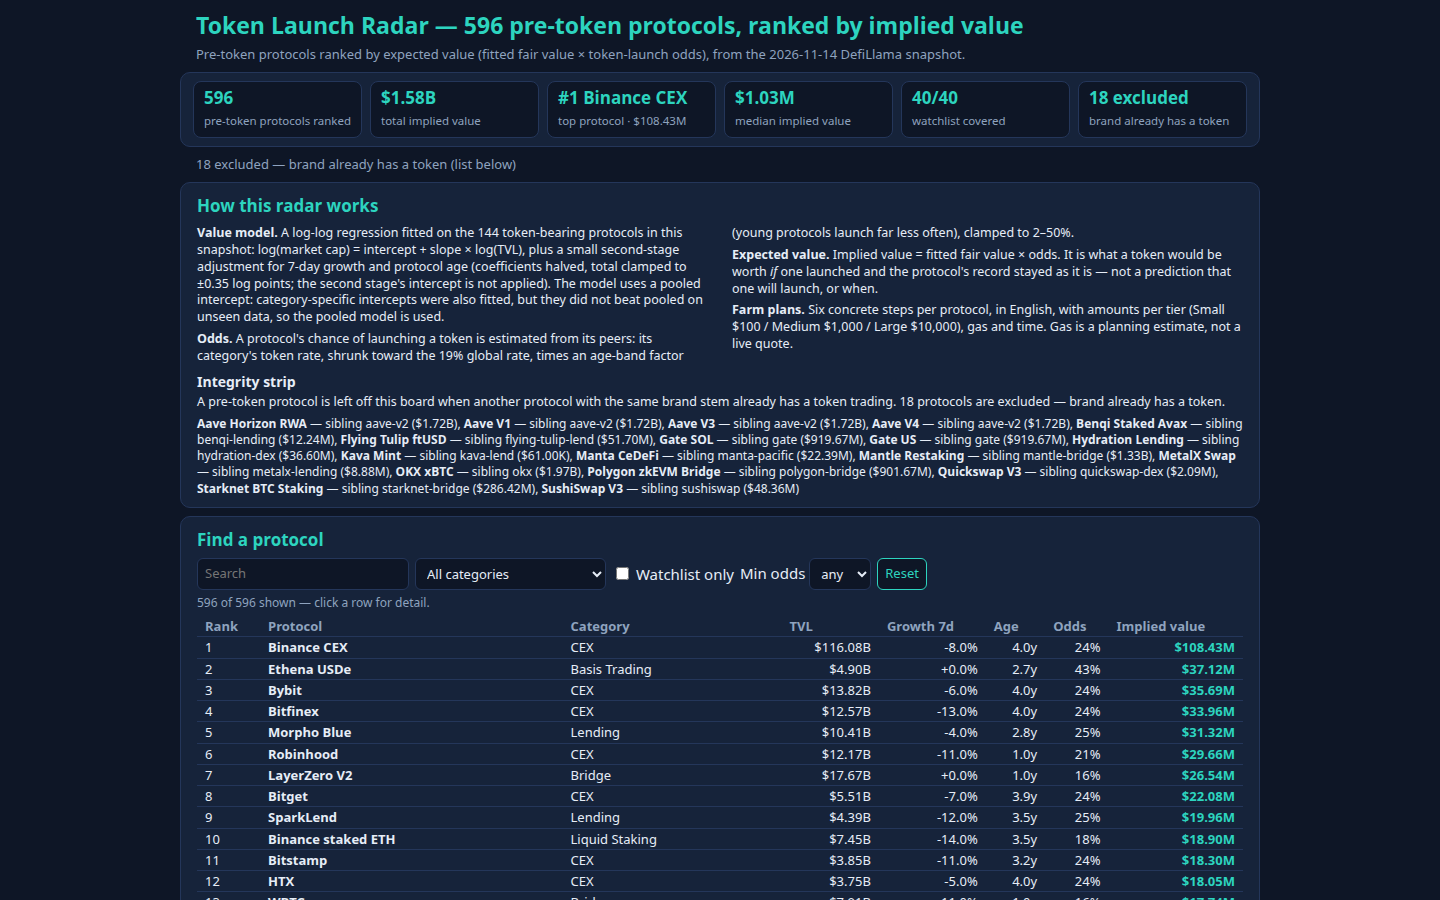 Token Launch Radar — 596 pre-token protocols, ranked by implied value
Pre-token protocols ranked by expected value (fitted fair value × token-launch odds), from the 2026-11-14 DefiLlama snapshot.
596
pre-token protocols ranked
$1.58B
total implied value
#1 Binance CEX
top protocol · $108.43M
$1.03M
median implied value
40/40
watchlist covered
18 excluded
brand already has a token
18 excluded — brand already has a token (list below)
How this radar works
Value model. A log-log regression fitted on the 144 token-bearing protocols in this
snapshot: log(market cap) = intercept + slope × log(TVL), plus a small second-stage
adjustment for 7-day growth and protocol age (coefficients halved, total clamped to
±0.35 log points; the second stage's intercept is not applied). The model uses a pooled
intercept: category-specific intercepts were also fitted, but they did not beat pooled on
unseen data, so the pooled model is used.
Odds. A protocol's chance of launching a token is estimated from its peers: its
category's token rate, shrunk toward the 19% global rate, times an age-band factor
(young protocols launch far less often), clamped to 2–50%.
Expected value. Implied value = fitted fair value × odds. It is what a token would be
worth if one launched and the protocol's record stayed as it is — not a prediction that
one will launch, or when.
Farm plans. Six concrete steps per protocol, in English, with amounts per tier (Small
$100 / Medium $1,000 / Large $10,000), gas and time. Gas is a planning estimate, not a
live quote.
Integrity strip
A pre-token protocol is left off this board when another protocol with the same brand stem already has a token trading. 18 protocols are excluded — brand already has a token.
Aave Horizon RWA — sibling aave-v2 ($1.72B), Aave V1 — sibling aave-v2 ($1.72B), Aave V3 — sibling aave-v2 ($1.72B), Aave V4 — sibling aave-v2 ($1.72B), Benqi Staked Avax — sibling
benqi-lending ($12.24M), Flying Tulip ftUSD — sibling flying-tulip-lend ($51.70M), Gate SOL — sibling gate ($919.67M), Gate US — sibling gate ($919.67M), Hydration Lending — sibling
hydration-dex ($36.60M), Kava Mint — sibling kava-lend ($61.00K), Manta CeDeFi — sibling manta-pacific ($22.39M), Mantle Restaking — sibling mantle-bridge ($1.33B), MetalX Swap
— sibling metalx-lending ($8.88M), OKX xBTC — sibling okx ($1.97B), Polygon zkEVM Bridge — sibling polygon-bridge ($901.67M), Quickswap V3 — sibling quickswap-dex ($2.09M),
Starknet BTC Staking — sibling starknet-bridge ($286.42M), SushiSwap V3 — sibling sushiswap ($48.36M)
Find a protocol
Search All categories Watchlist only Min odds any Reset
596 of 596 shown — click a row for detail.
Rank Protocol Category TVL Growth 7d Age Odds Implied value
1 Binance CEX CEX $116.08B -8.0% 4.0y 24% $108.43M
2 Ethena USDe Basis Trading $4.90B +0.0% 2.7y 43% $37.12M
3 Bybit CEX $13.82B -6.0% 4.0y 24% $35.69M
4 Bitfinex CEX $12.57B -13.0% 4.0y 24% $33.96M
5 Morpho Blue Lending $10.41B -4.0% 2.8y 25% $31.32M
6 Robinhood CEX $12.17B -11.0% 1.0y 21% $29.66M
7 LayerZero V2 Bridge $17.67B +0.0% 1.0y 16% $26.54M
8 Bitget CEX $5.51B -7.0% 3.9y 24% $22.08M
9 SparkLend Lending $4.39B -12.0% 3.5y 25% $19.96M
10 Binance staked ETH Liquid Staking $7.45B -14.0% 3.5y 18% $18.90M
11 Bitstamp CEX $3.85B -11.0% 3.2y 24% $18.30M
12 HTX CEX $3.75B -5.0% 4.0y 24% $18.05M